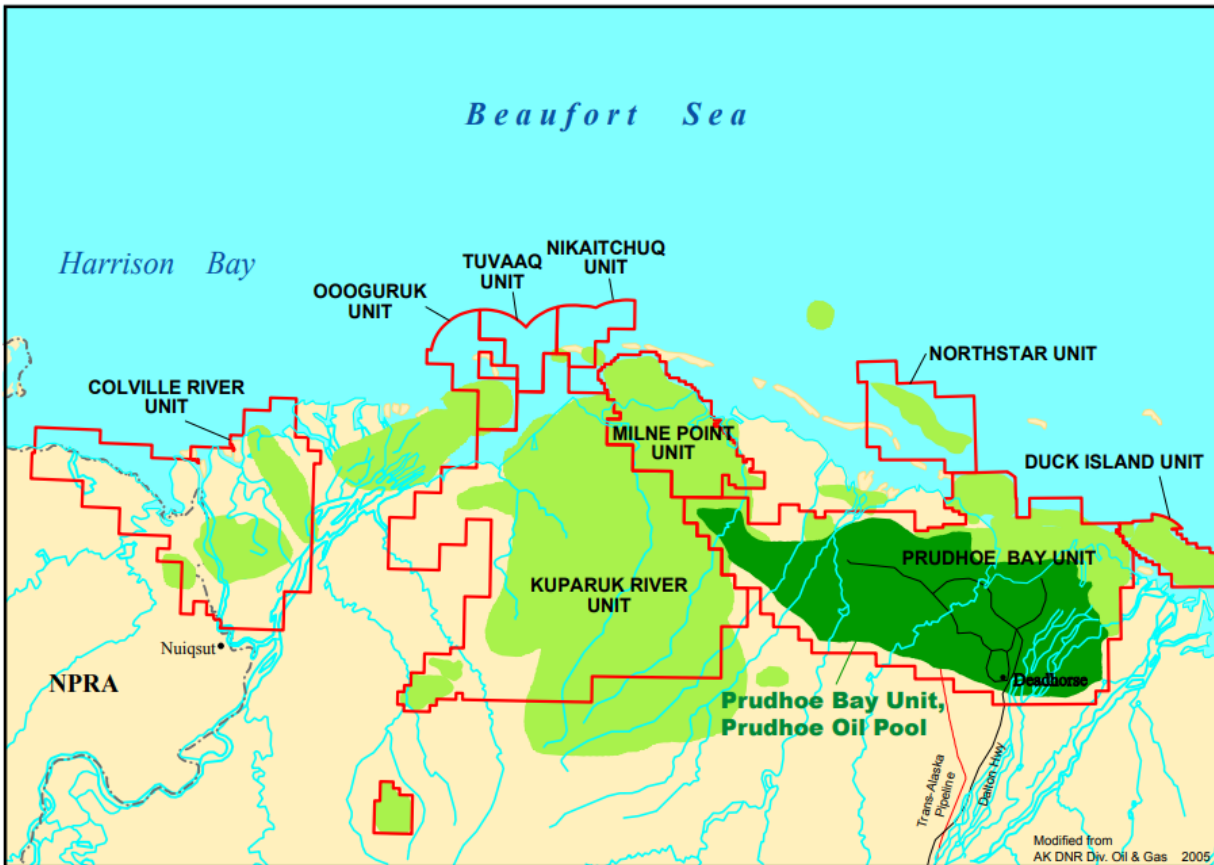 Beaufort Sea
Harrison Bay
NIKAITCHUQ
UNIT
TUVAAQ
UNIT
OOOGURUK
UNIT
NORTHSTAR UNIT
COLVILLE RIVER
UNIT
MILNE POINT
UNIT
DUCK ISLAND UNIT
PRUDHOE BAY UNIT
KUPARUK RIVER
UNIT
Nuiqsut
NPRA
Deadhorse
Prudhoe Bay Unit,
Prudhoe Oil Pool
Trans-Alaska
Pipeline
Dalton Hwy
Modified from
AK DNR Div. Oil & Gas 2005